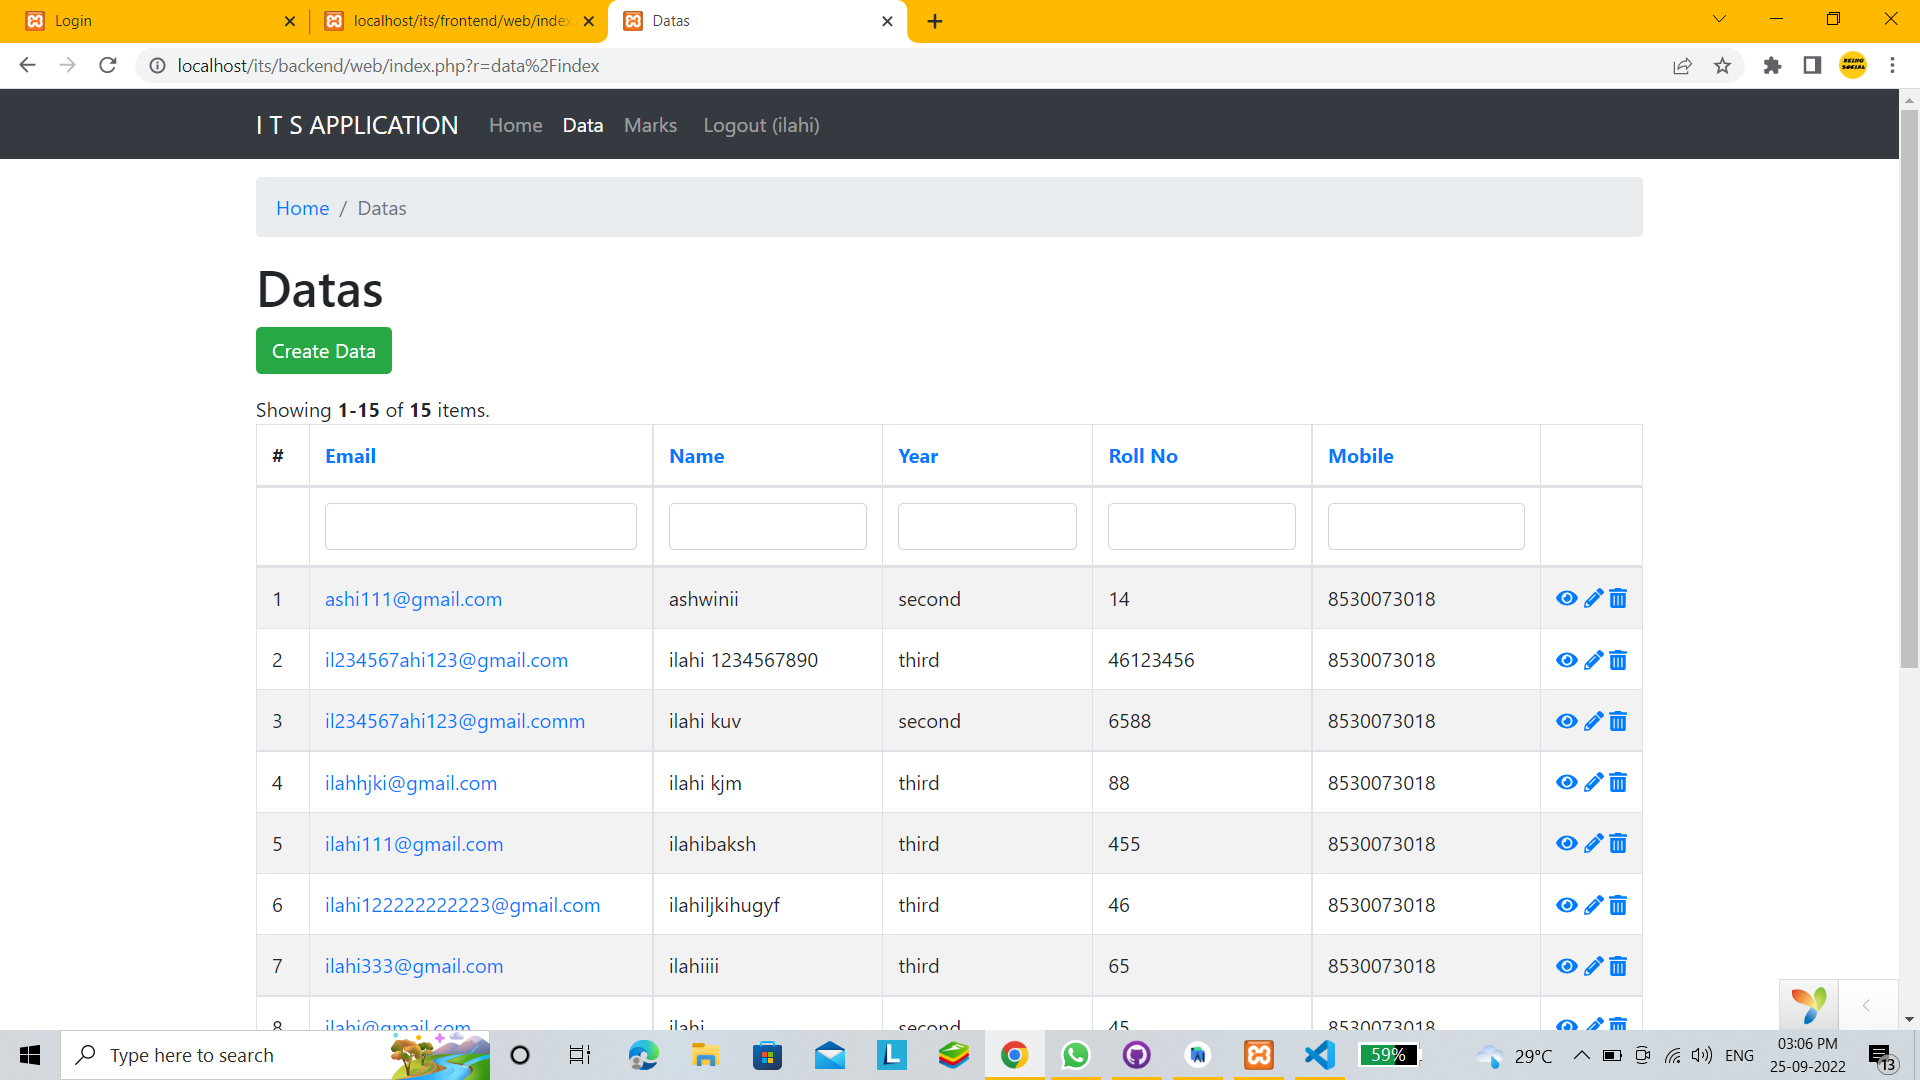 Login
localhost/its/frontend/web/index
Datas
localhost/its/backend/web/index.php?r=data%2Findex
BEING SOCIAL
I T S APPLICATION Home Data Marks Logout (ilahi)
Home / Datas
Datas
Create Data
Showing 1-15 of 15 items.
# Email Name Year Roll No Mobile
1 ashi111@gmail.com ashwinii second 14 8530073018
2 il234567ahi123@gmail.com ilahi 1234567890 third 46123456 8530073018
3 il234567ahi123@gmail.comm ilahi kuv second 6588 8530073018
4 ilahhjki@gmail.com ilahi kjm third 88 8530073018
5 ilahi111@gmail.com ilahibaksh third 455 8530073018
6 ilahi122222222223@gmail.com ilahiljkihugyf third 46 8530073018
7 ilahi333@gmail.com ilahiiii third 65 8530073018
8 ilahi@gmail.com ilahi second 45 8530073018
Type here to search
L
59%
29°C
ENG
03:06 PM
25-09-2022
13